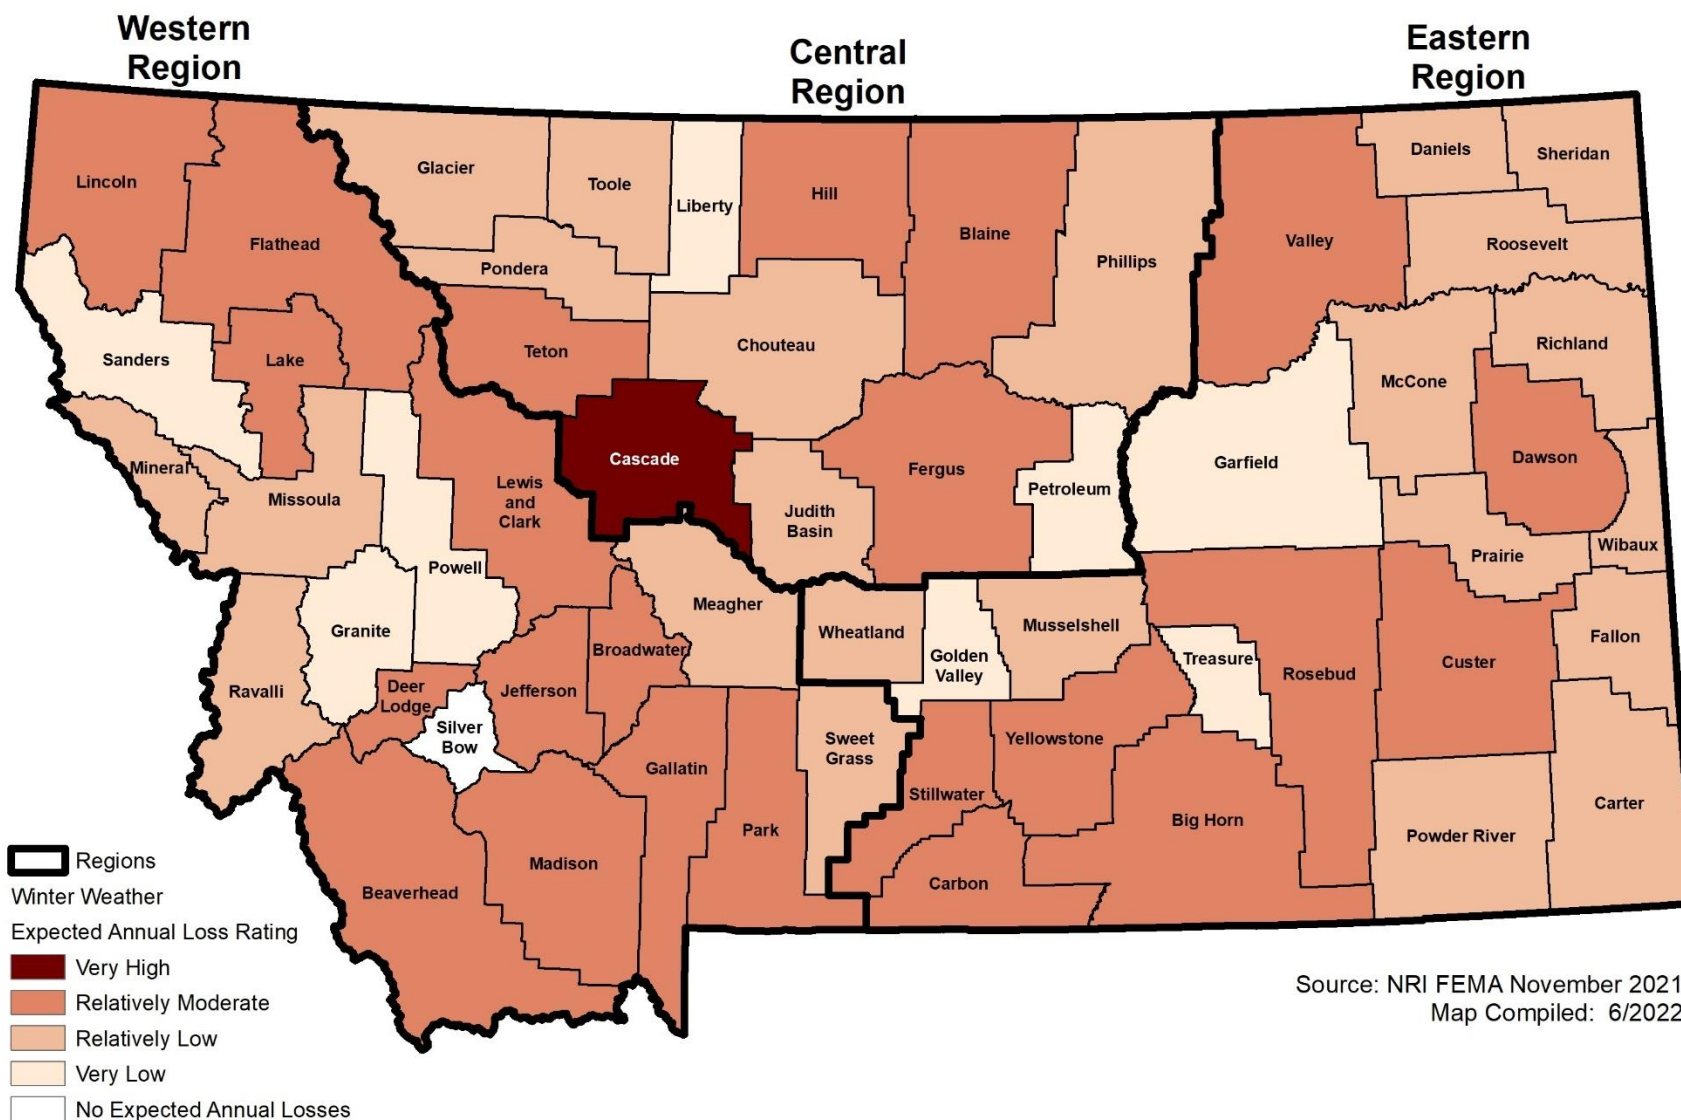 Western
Region
Central
Region
Eastern
Region
Lincoln
Flathead
Glacier
Toole
Liberty
Hill
Blaine
Phillips
Valley
Daniels
Sheridan
Roosevelt
Pondera
Sanders
Lake
Teton
Chouteau
Richland
McCone
Mineral
Missoula
Lewis
and
Clark
Cascade
Judith
Basin
Fergus
Petroleum
Garfield
Dawson
Prairie
Wibaux
Powell
Granite
Ravalli
Meagher
Wheatland
Golden
Valley
Musselshell
Treasure
Rosebud
Custer
Fallon
Deer
Lodge
Silver
Bow
Jefferson
Broadwater
Gallatin
Park
Sweet
Grass
Stillwater
Yellowstone
Big Horn
Powder River
Carter
Beaverhead
Madison
Carbon
Regions
Winter Weather
Expected Annual Loss Rating
Very High
Relatively Moderate
Relatively Low
Very Low
No Expected Annual Losses
Source: NRI FEMA November 2021
Map Compiled: 6/2022